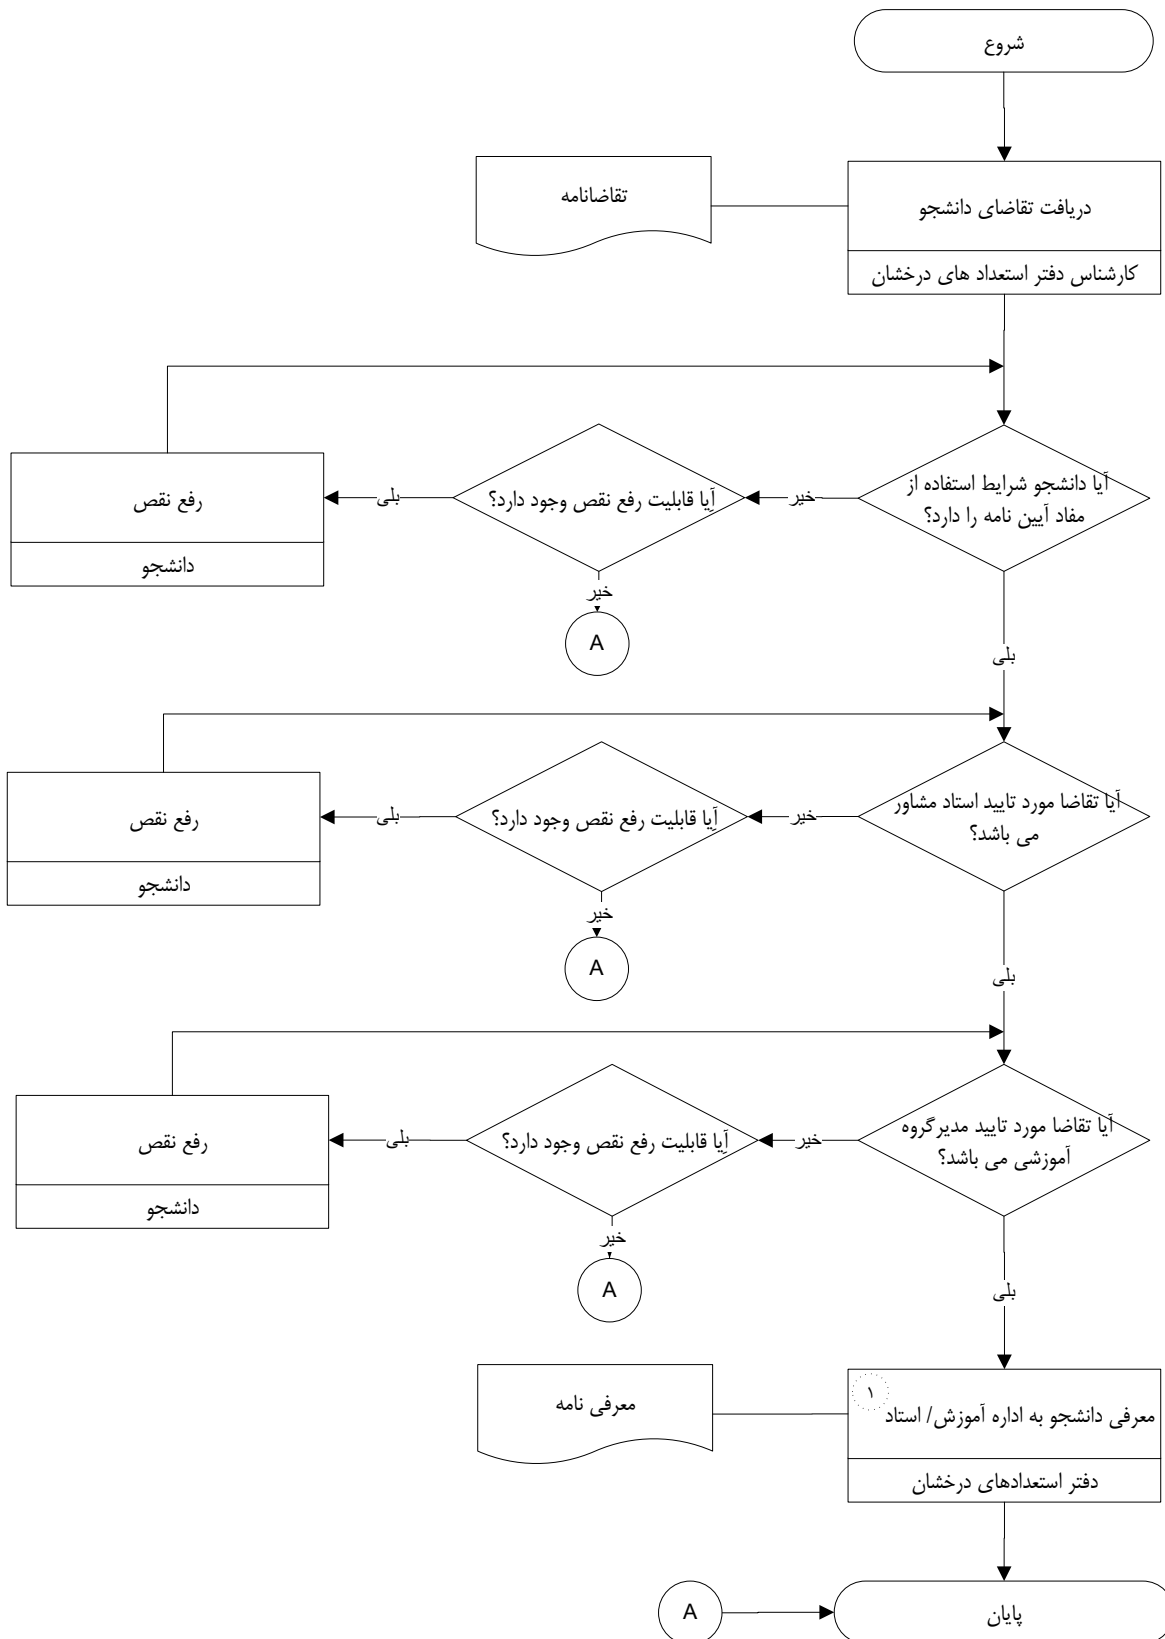 شروع
دریافت تقاضای دانشجو
تقاضانامه
کارشناس دفتر استعداد های درخشان
آیا دانشجو شرایط استفاده از
مفاد آیین نامه را دارد؟
خیر
آِیا قابلیت رفع نقص وجود دارد؟
بلی
رفع نقص
دانشجو
خیر
A
بلی
آیا تقاضا مورد تایید استاد مشاور
می باشد؟
خیر
آِیا قابلیت رفع نقص وجود دارد؟
بلی
رفع نقص
دانشجو
خیر
A
بلی
آیا تقاضا مورد تایید مدیرگروه
آموزشی می باشد؟
خیر
آِیا قابلیت رفع نقص وجود دارد؟
بلی
رفع نقص
دانشجو
خیر
A
بلی
۱
معرفی دانشجو به اداره آموزش/ استاد
معرفی نامه
دفتر استعدادهای درخشان
پایان
A